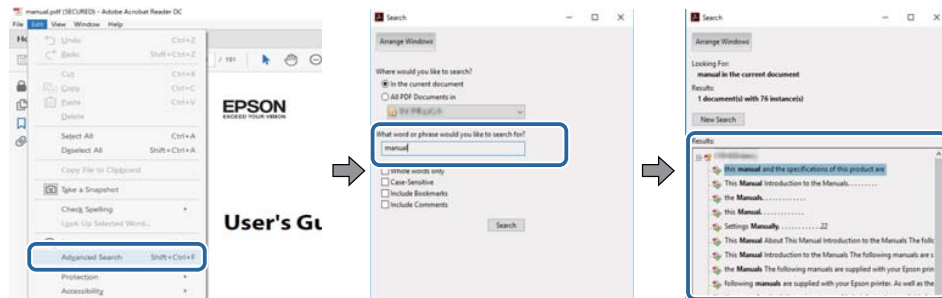 manual.pdf (SECURED) - Adobe Acrobat Reader DC
File Edit View Window Help
Undo Ctrl+Z
Redo Shift+Ctrl+Z
Cut Ctrl+X
Copy Ctrl+C
Paste Ctrl+V
Delete
Select All Ctrl+A
Deselect All Shift+Ctrl+A
Copy File to Clipboard
Take a Snapshot
Check Spelling
Look Up Selected Word...
Advanced Search Shift+Ctrl+F
Protection
Accessibility
/ 191
EPSON
EXCEED YOUR VISION
User's Gu
Search
Arrange Windows
Where would you like to search?
In the current document
All PDF Documents in
What word or phrase would you like to search for?
manual
Whole words only
Case-Sensitive
Include Bookmarks
Include Comments
Search
Search
Arrange Windows
Looking For:
manual in the current document
Results:
1 document(s) with 76 instance(s)
New Search
Results:
this manual and the specifications of this product are
This Manual Introduction to the Manuals.........
the Manuals.............
this Manual.............
Settings Manually............22
This Manual About This Manual Introduction to the Manuals The follo
This Manual Introduction to the Manuals The following manuals are s
the Manuals The following manuals are supplied with your Epson prin
following manuals are supplied with your Epson printer. As well as the